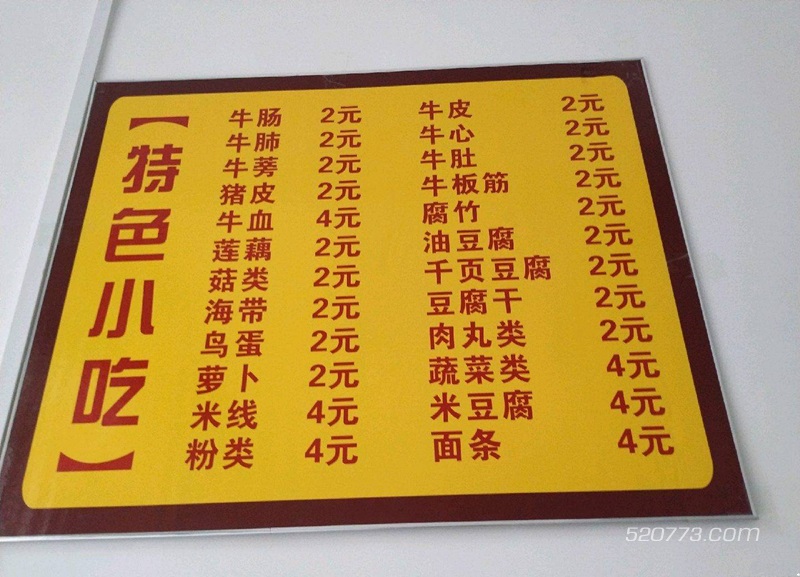 【特色小吃】
牛肠 2元
牛肺 2元
牛蒡 2元
猪皮 2元
牛血 4元
莲藕 2元
菇类 2元
海带 2元
鸟蛋 2元
萝卜 2元
米线 4元
粉类 4元
牛皮 2元
牛心 2元
牛肚 2元
牛板筋 2元
腐竹 2元
油豆腐 2元
千页豆腐 2元
豆腐干 2元
肉丸类 2元
蔬菜类 4元
米豆腐 4元
面条 4元
520773.com